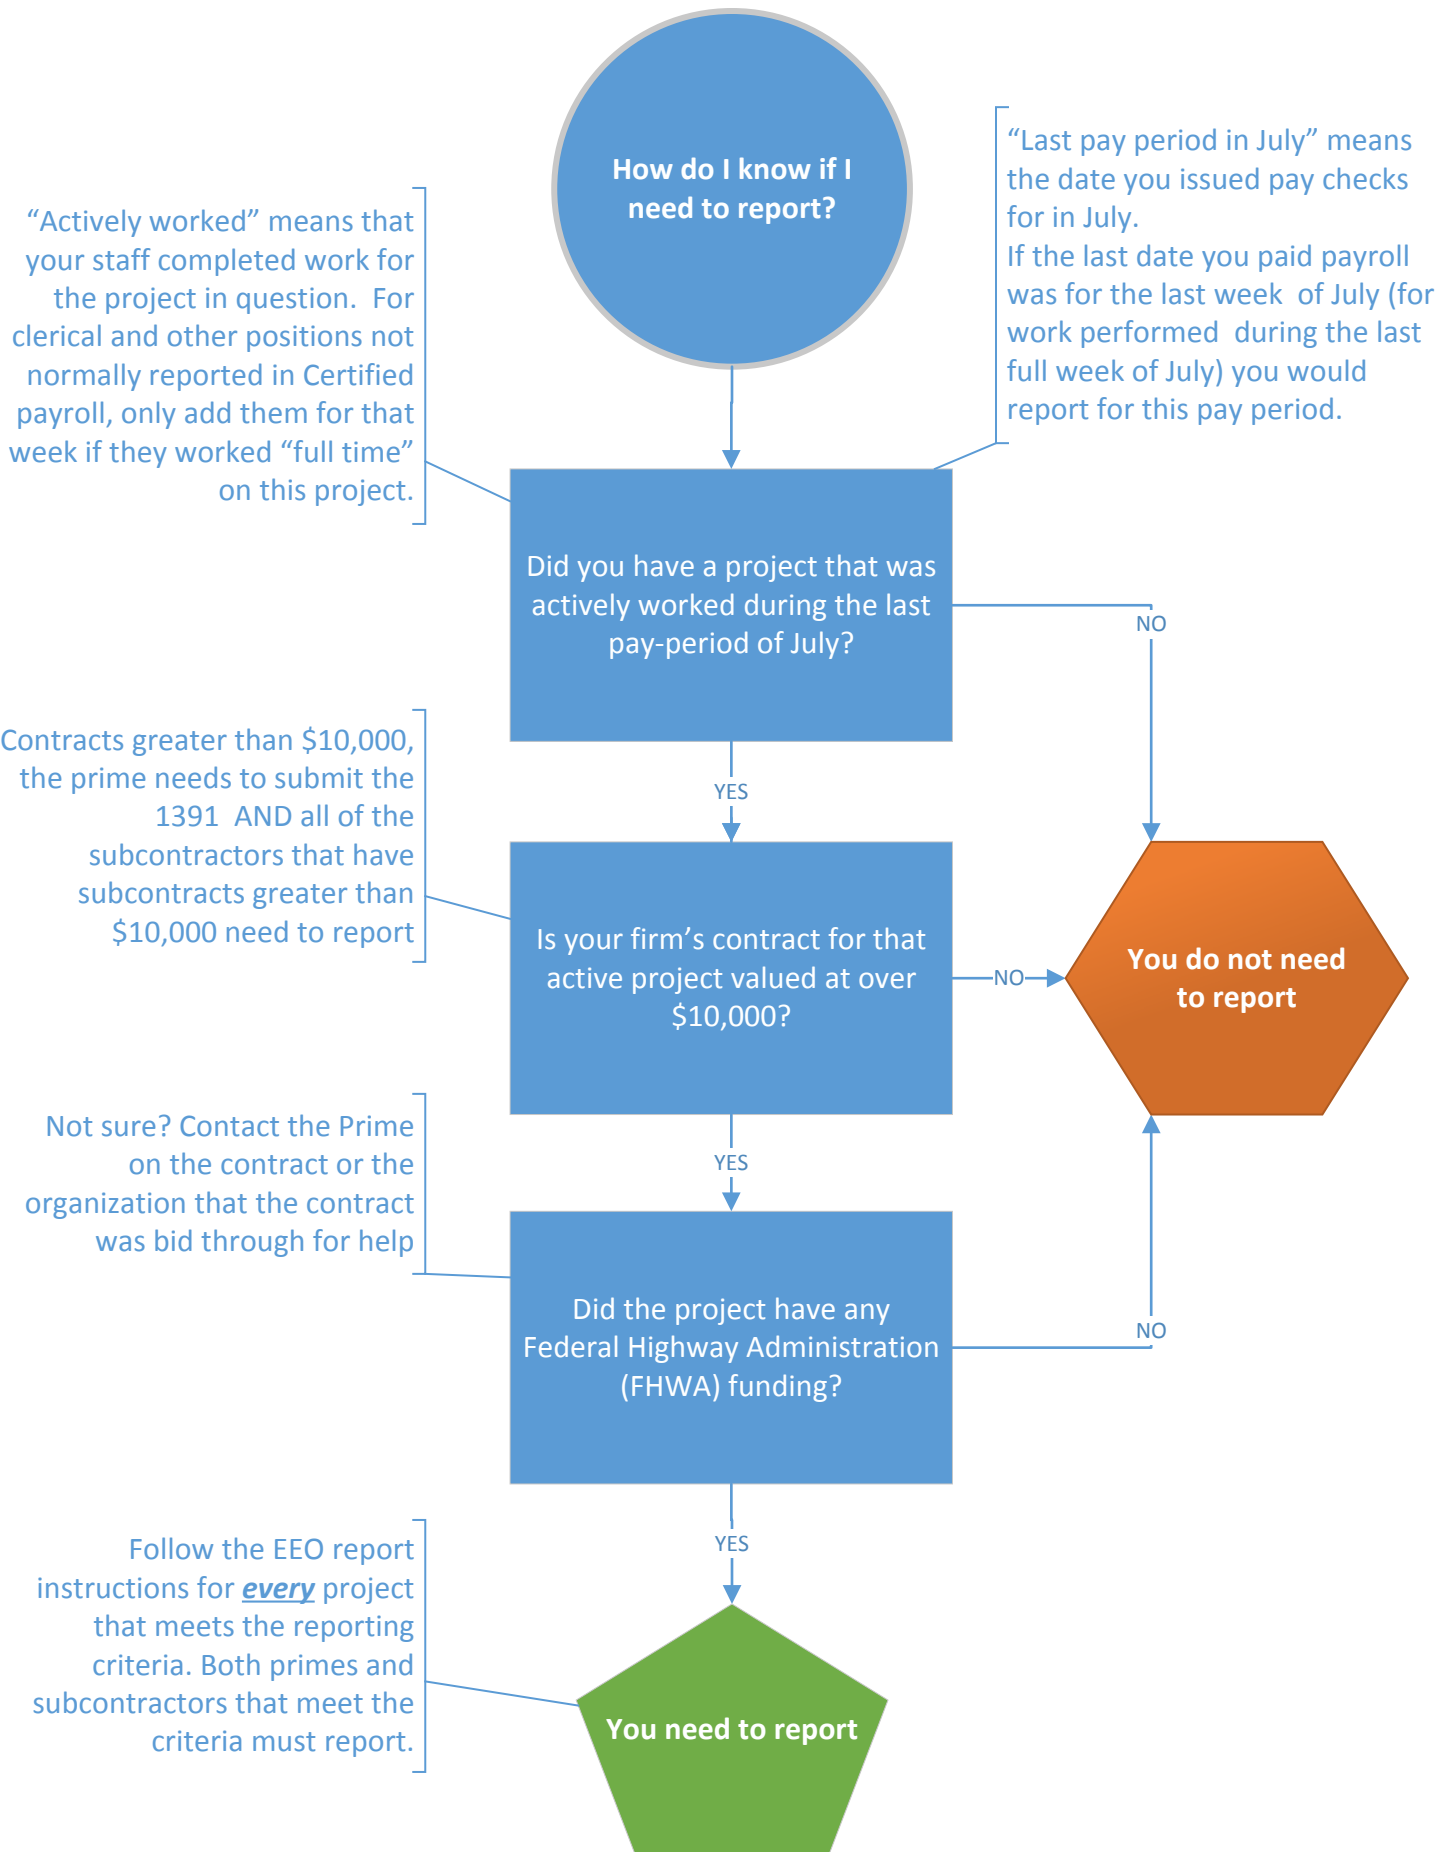 How do I know if I
need to report?
“Last pay period in July” means
the date you issued pay checks
for in July.
If the last date you paid payroll
was for the last week  of July (for
work performed  during the last
full week of July) you would
report for this pay period.
“Actively worked” means that
your staff completed work for
the project in question.  For
clerical and other positions not
normally reported in Certified
payroll, only add them for that
week if they worked “full time”
on this project.
Did you have a project that was
actively worked during the last
pay-period of July?
NO
YES
Contracts greater than $10,000,
the prime needs to submit the
1391  AND all of the
subcontractors that have
subcontracts greater than
$10,000 need to report
Is your firm’s contract for that
active project valued at over
$10,000?
NO
You do not need
to report
YES
Not sure? Contact the Prime
on the contract or the
organization that the contract
was bid through for help
Did the project have any
Federal Highway Administration
(FHWA) funding?
NO
YES
Follow the EEO report
instructions for every project
that meets the reporting
criteria. Both primes and
subcontractors that meet the
criteria must report.
You need to report